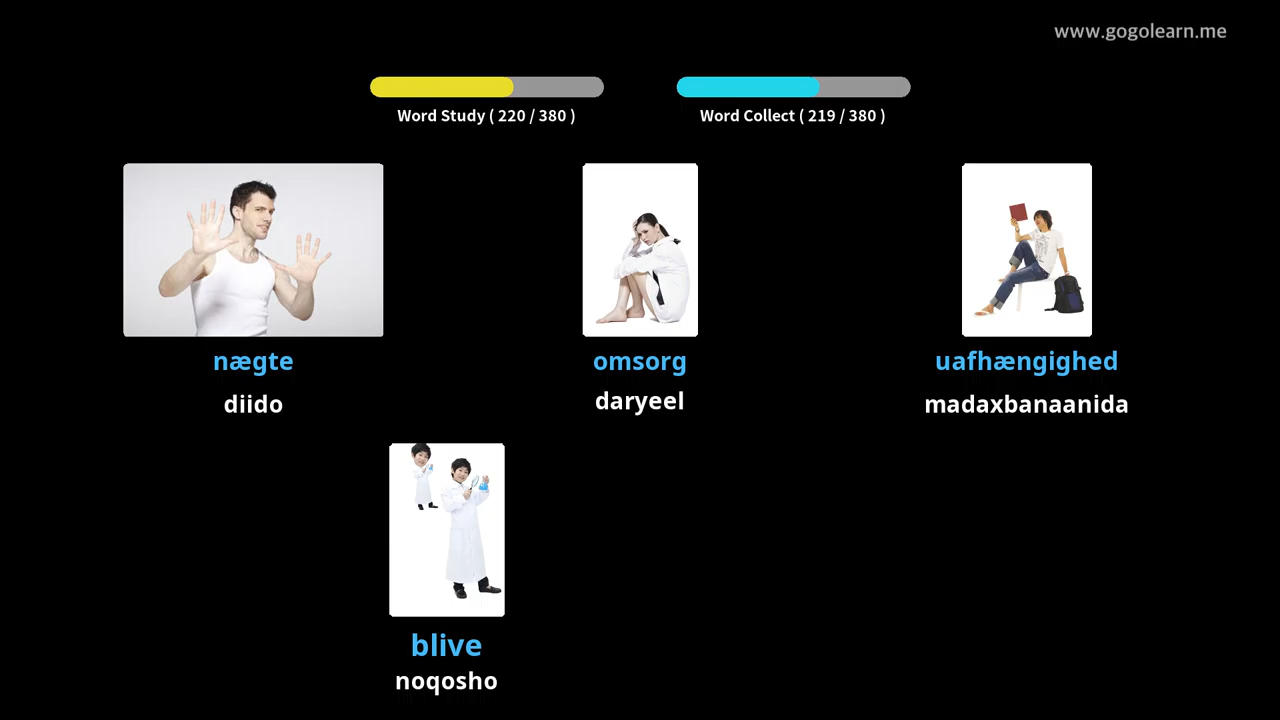 www.gogolearn.me
Word Study ( 220 / 380 )
Word Collect ( 219 / 380 )
nægte
diido
omsorg
daryeel
uafhængighed
madaxbanaanida
blive
noqosho